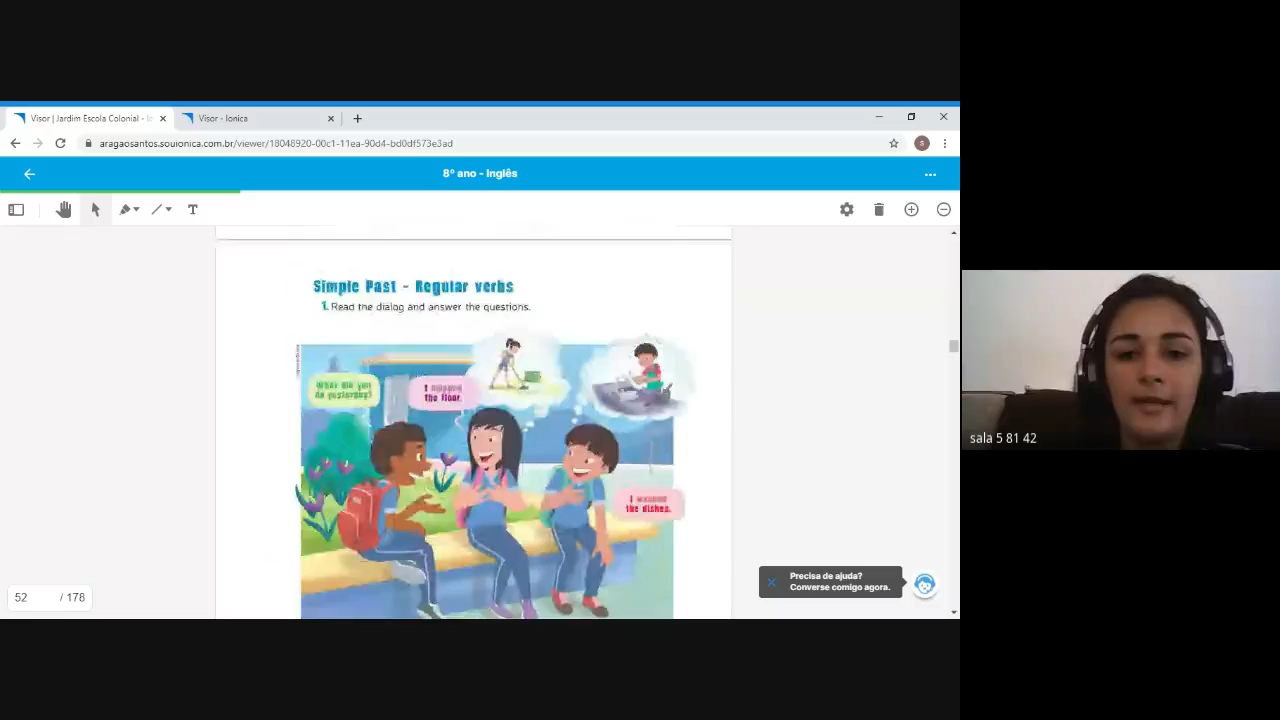 Visor | Jardim Escola Colonial - Io
Visor - Ionica
aragaosantos.souionica.com.br/viewer/18048920-00c1-11ea-90d4-bd0df573e3ad
S
8º ano - Inglês
T
Simple Past - Regular verbs
1. Read the dialog and answer the questions.
What did you
do yesterday?
I mopped
the floor.
I washed
the dishes.
52 / 178
Precisa de ajuda?
Converse comigo agora.
sala 5 81 42